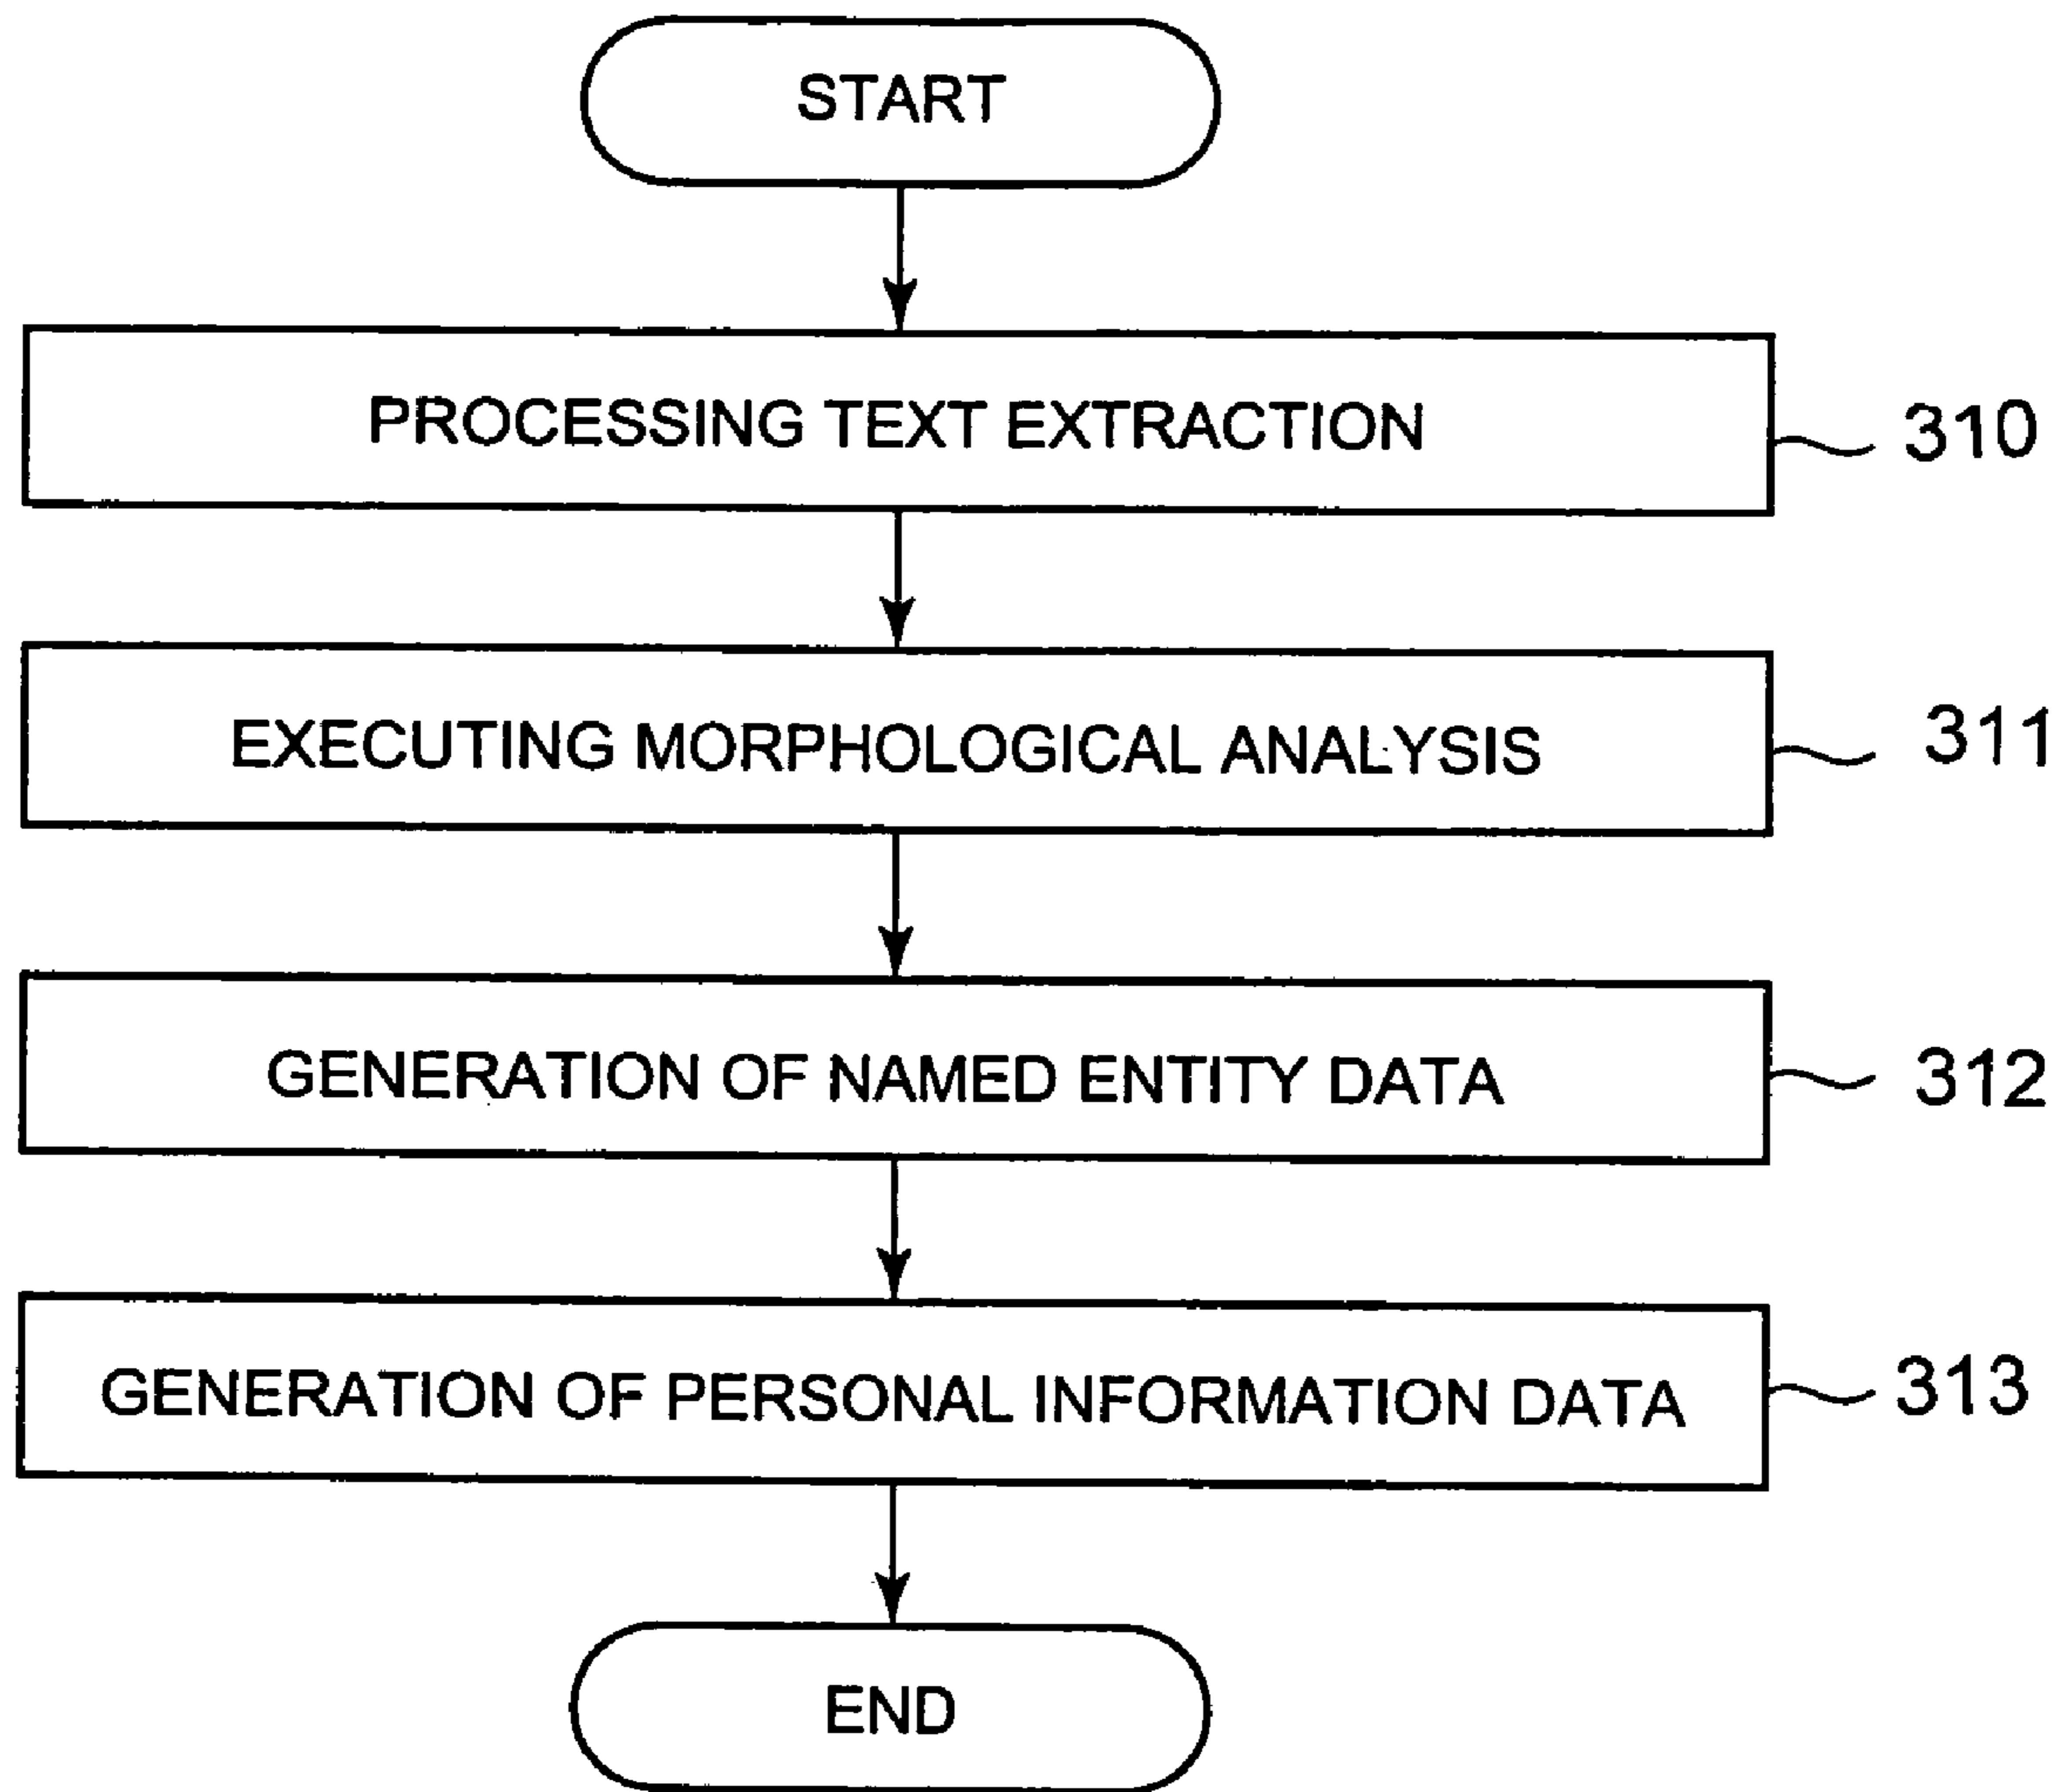 START
PROCESSING TEXT EXTRACTION
310
EXECUTING MORPHOLOGICAL ANALYSIS
311
GENERATION OF NAMED ENTITY DATA
312
GENERATION OF PERSONAL INFORMATION DATA
313
END